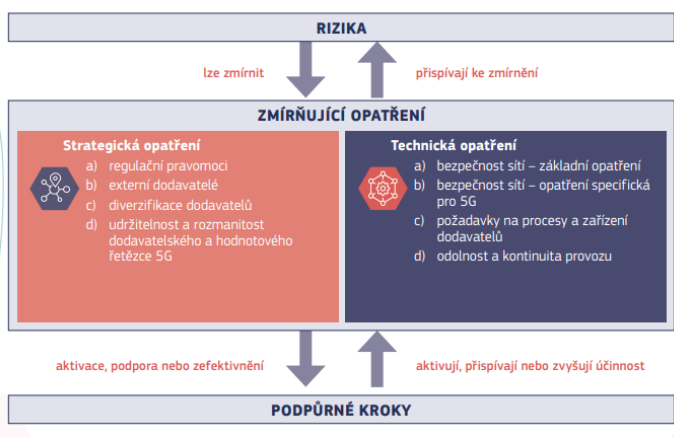 RIZIKA
lze zmírnit
přispívají ke zmírnění
ZMÍRŇUJÍCÍ OPATŘENÍ
Strategická opatření
a) regulační pravomoci
b) externí dodavatelé
c) diverzifikace dodavatelů
d) udržitelnost a rozmanitost
dodavatelského a hodnotového
řetězce 5G
Technická opatření
a) bezpečnost sítí – základní opatření
b) bezpečnost sítí – opatření specifická
pro 5G
c) požadavky na procesy a zařízení
dodavatelů
d) odolnost a kontinuita provozu
aktivace, podpora nebo zefektivnění
aktivují, přispívají nebo zvyšují účinnost
PODPŮRNÉ KROKY